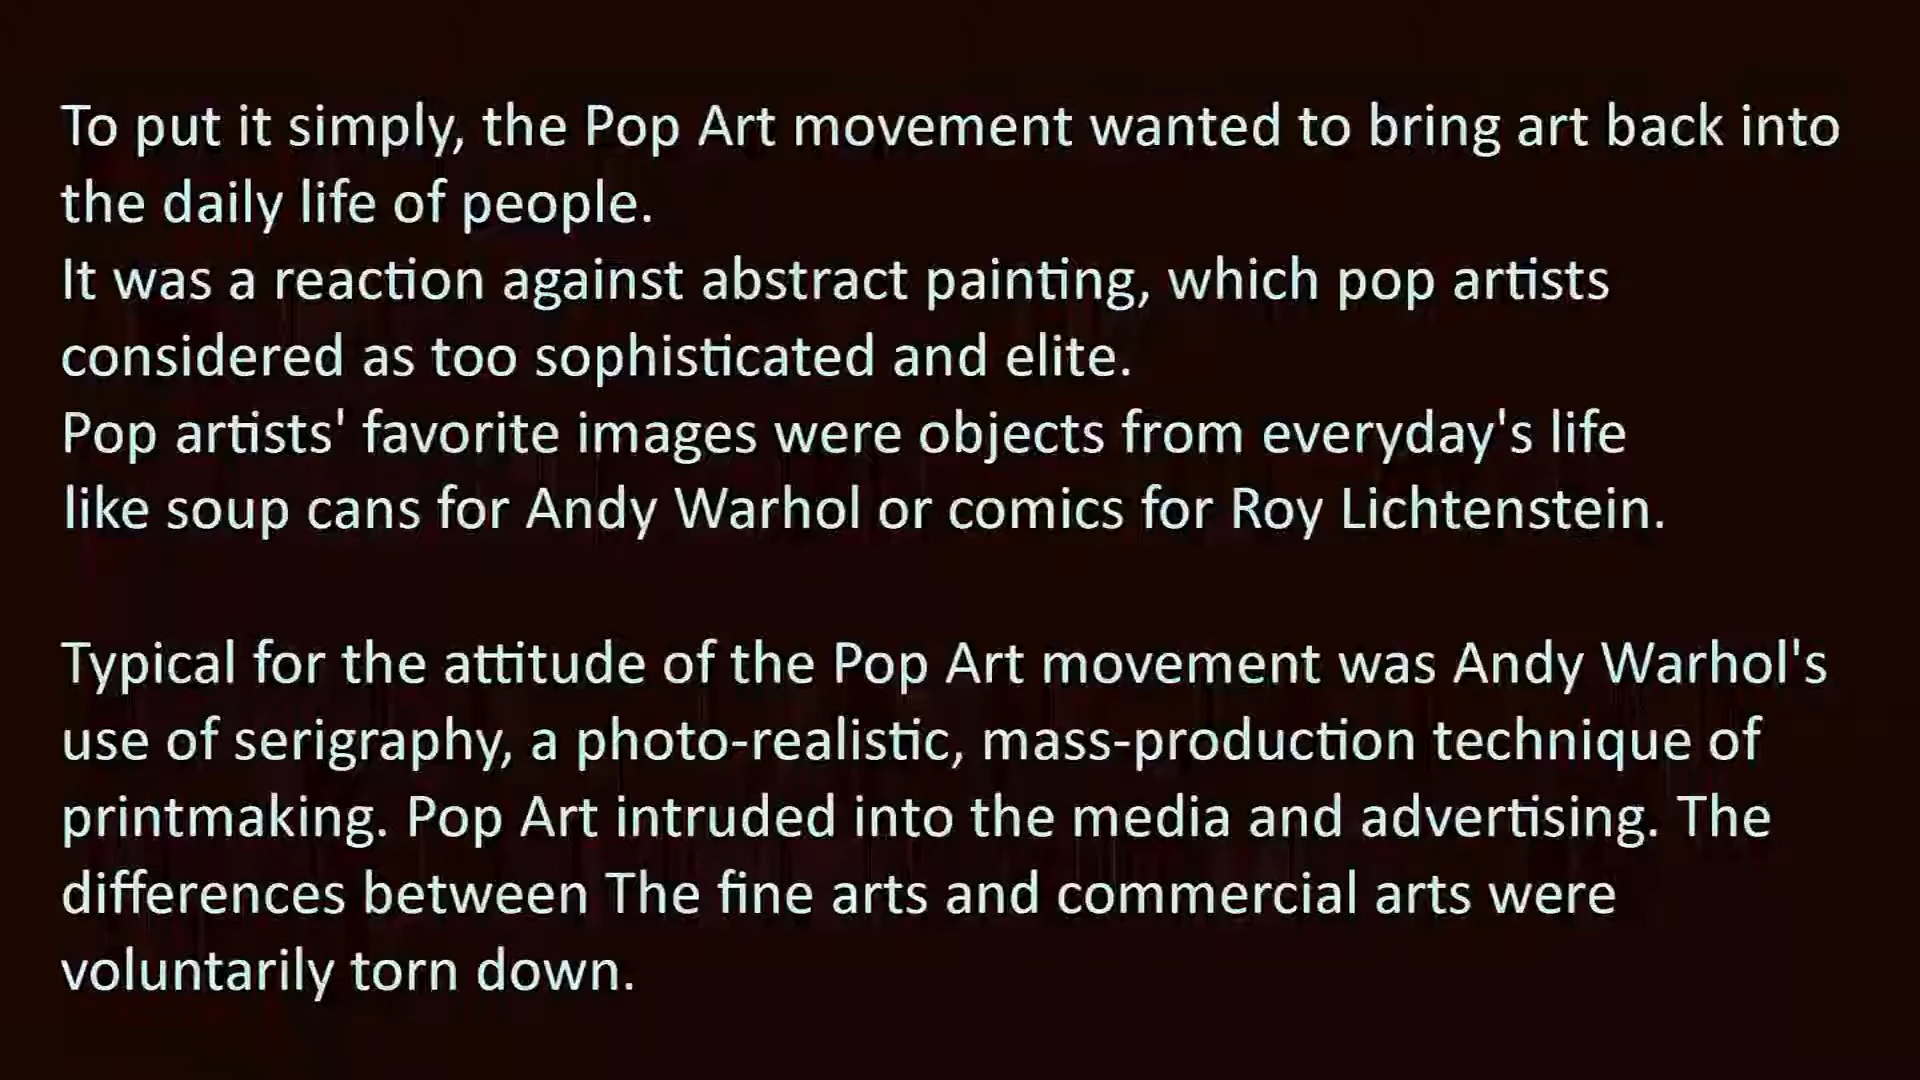 To put it simply, the Pop Art movement wanted to bring art back into
the daily life of people.
It was a reaction against abstract painting, which pop artists
considered as too sophisticated and elite.
Pop artists' favorite images were objects from everyday's life
like soup cans for Andy Warhol or comics for Roy Lichtenstein.
Typical for the attitude of the Pop Art movement was Andy Warhol's
use of serigraphy, a photo-realistic, mass-production technique of
printmaking. Pop Art intruded into the media and advertising. The
differences between The fine arts and commercial arts were
voluntarily torn down.